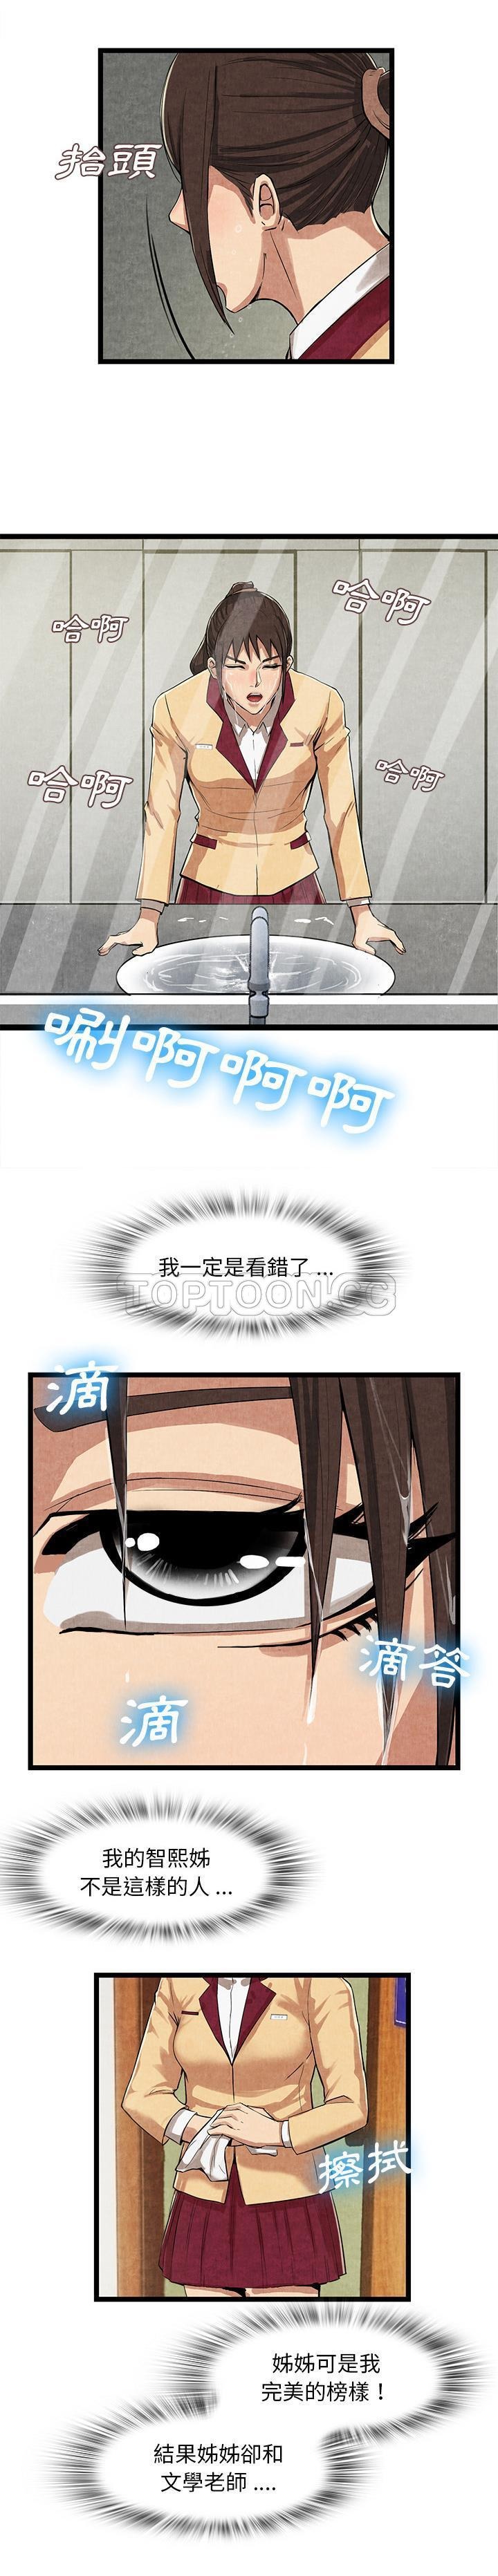 抬頭
哈啊
哈啊
哈啊
哈啊
唰啊啊啊
我一定是看錯了...
TOPTOON CC
滴
滴答
滴
我的智熙姊
不是這樣的人...
擦拭
姊姊可是我
完美的榜樣！
結果姊姊卻和
文學老師....